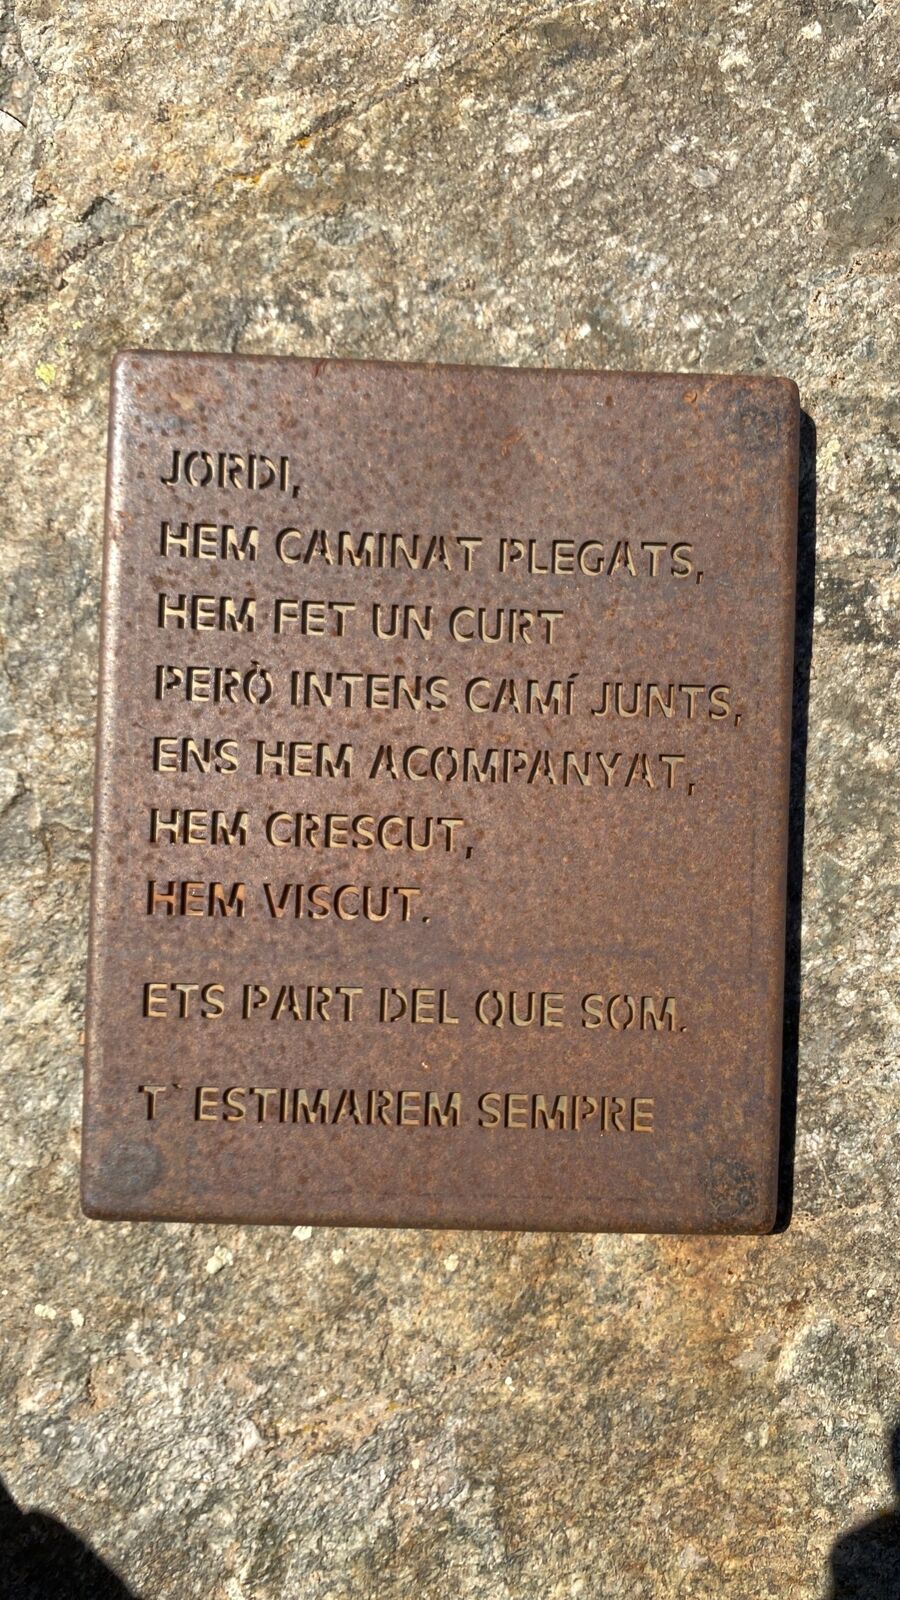 JORDI,
HEM CAMINAT PLEGATS,
HEM FET UN CURT
PERÒ INTENS CAMÍ JUNTS,
ENS HEM ACOMPANYAT,
HEM CRESCUT,
HEM VISCUT.
ETS PART DEL QUE SOM.
T`ESTIMAREM SEMPRE